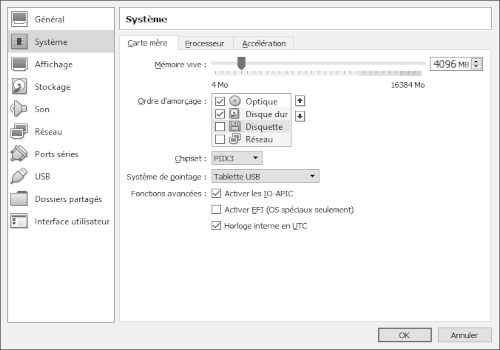 Général
Système
Affichage
Stockage
Son
Réseau
Ports séries
USB
Dossiers partagés
Interface utilisateur
Système
Carte mère
Processeur
Accélération
Mémoire vive :
4096 MB
4 Mo
16384 Mo
Ordre d'amorçage :
Optique
Disque dur
Disquette
Réseau
Chipset :
PIIX3
Système de pointage :
Tablette USB
Fonctions avancées :
Activer les IO-APIC
Activer EFI (OS spéciaux seulement)
Horloge interne en UTC
OK
Annuler